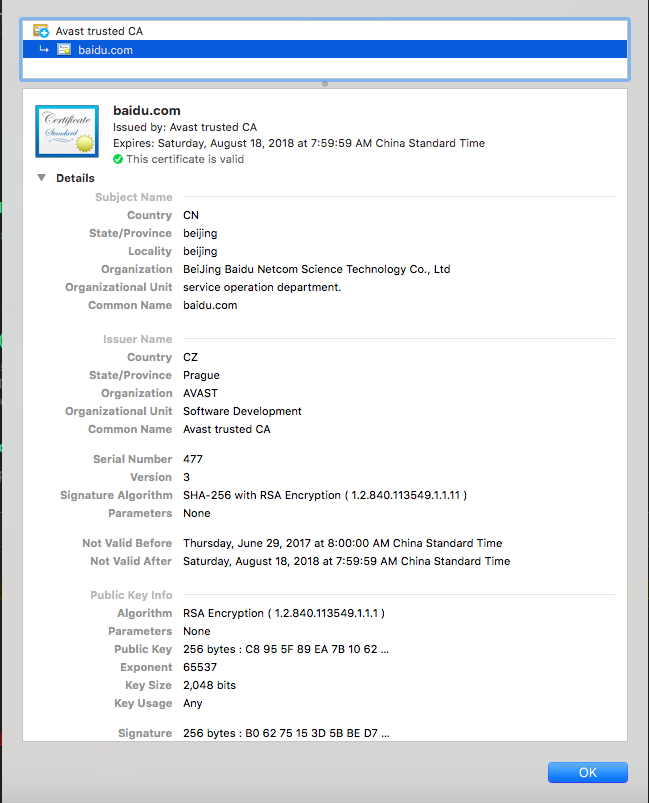 Avast trusted CA
baidu.com
Certificate
Standard
baidu.com
Issued by: Avast trusted CA
Expires: Saturday, August 18, 2018 at 7:59:59 AM China Standard Time
This certificate is valid
Details
Subject Name
Country CN
State/Province beijing
Locality beijing
Organization BeiJing Baidu Netcom Science Technology Co., Ltd
Organizational Unit service operation department.
Common Name baidu.com
Issuer Name
Country CZ
State/Province Prague
Organization AVAST
Organizational Unit Software Development
Common Name Avast trusted CA
Serial Number 477
Version 3
Signature Algorithm SHA-256 with RSA Encryption ( 1.2.840.113549.1.1.11 )
Parameters None
Not Valid Before Thursday, June 29, 2017 at 8:00:00 AM China Standard Time
Not Valid After Saturday, August 18, 2018 at 7:59:59 AM China Standard Time
Public Key Info
Algorithm RSA Encryption ( 1.2.840.113549.1.1.1 )
Parameters None
Public Key 256 bytes : C8 95 5F 89 EA 7B 10 62 ...
Exponent 65537
Key Size 2,048 bits
Key Usage Any
Signature 256 bytes : B0 62 75 15 3D 5B BE D7 ...
OK